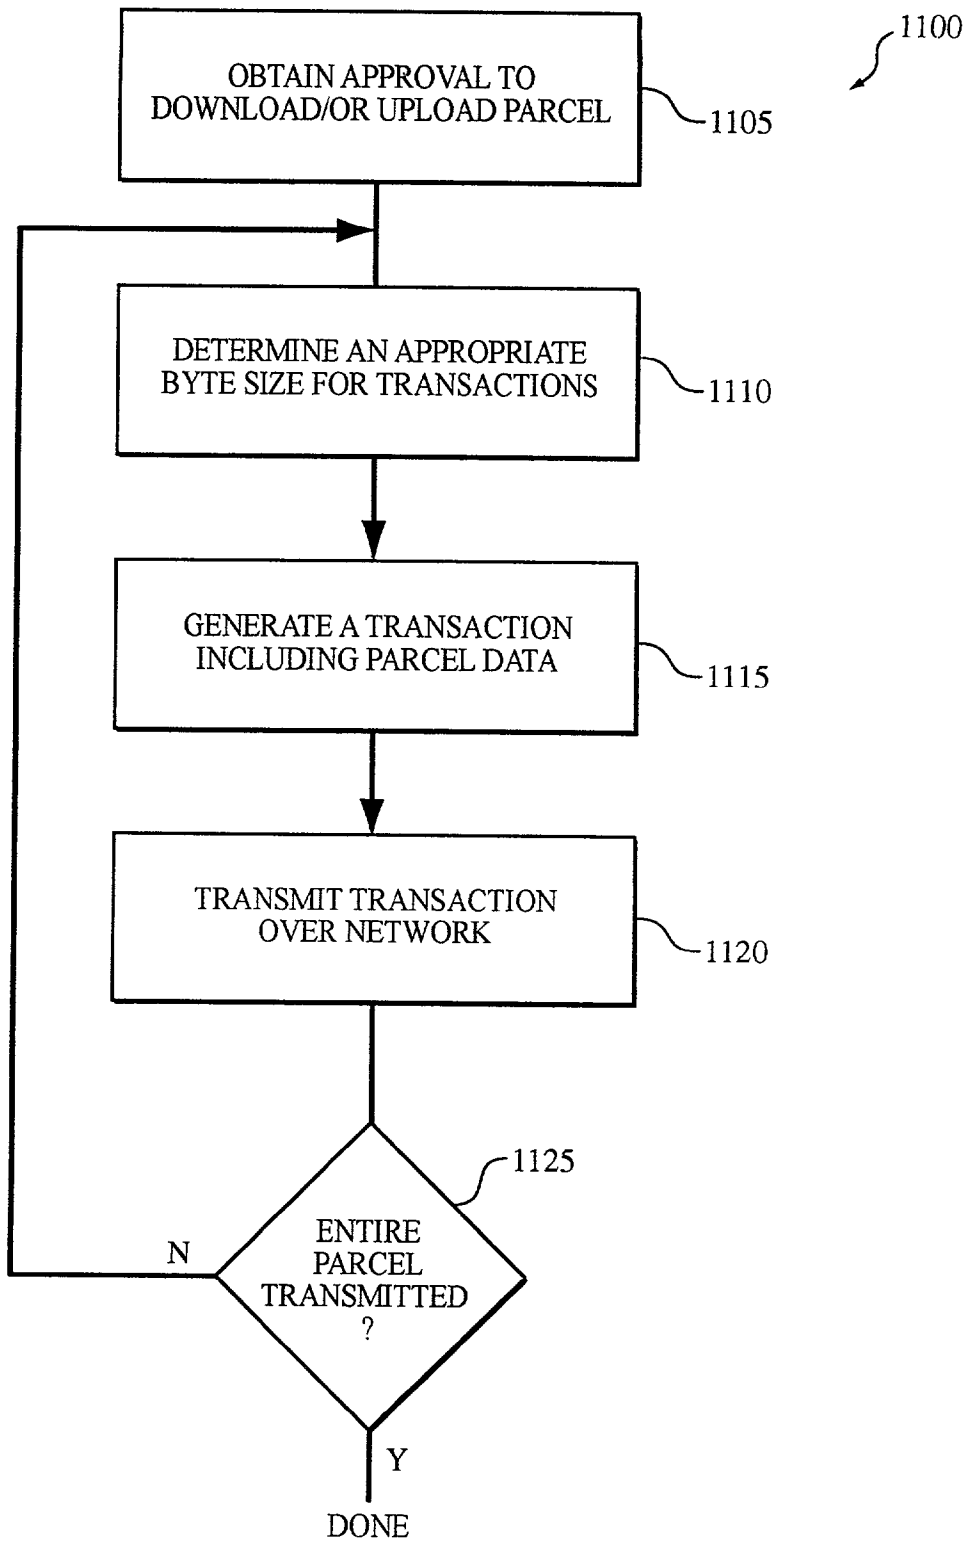 1100
OBTAIN APPROVAL TO
DOWNLOAD/OR UPLOAD PARCEL
1105
DETERMINE AN APPROPRIATE
BYTE SIZE FOR TRANSACTIONS
1110
GENERATE A TRANSACTION
INCLUDING PARCEL DATA
1115
TRANSMIT TRANSACTION
OVER NETWORK
1120
1125
ENTIRE
PARCEL
TRANSMITTED
?
N
Y
DONE